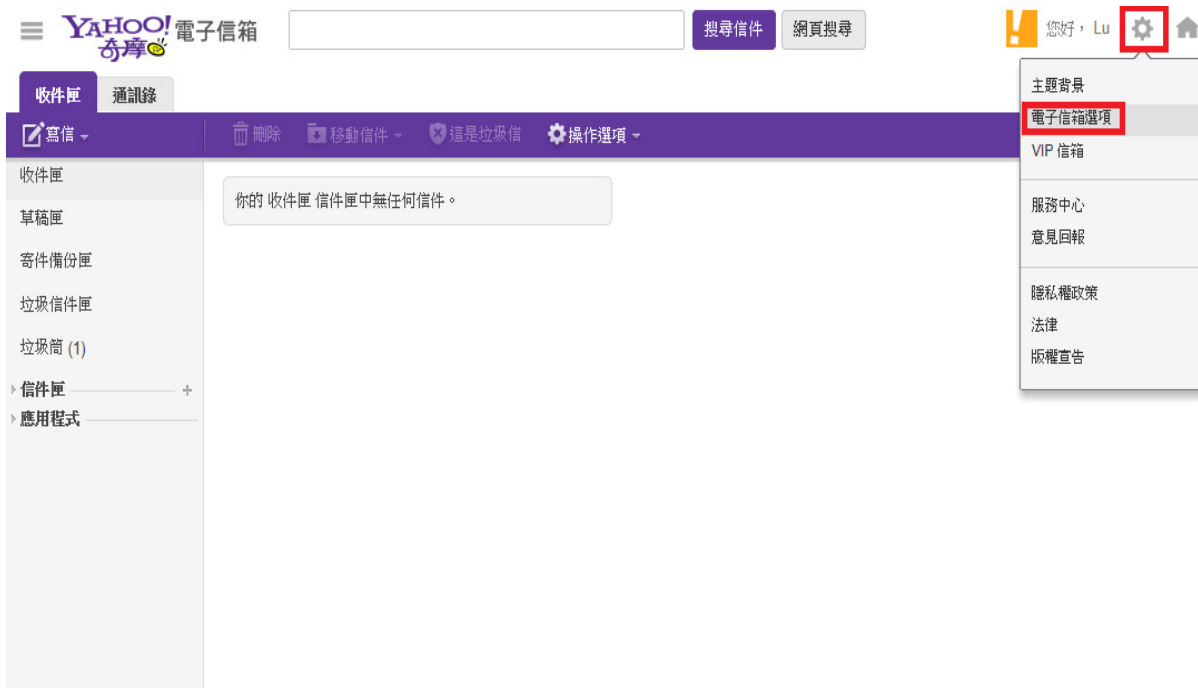 YAHOO! 奇摩 電子信箱 搜尋信件 網頁搜尋 您好，Lu
收件匣 通訊錄
寫信 刪除 移動信件 這是垃圾信 操作選項
收件匣
草稿匣
寄件備份匣
垃圾信件匣
垃圾筒 (1)
信件匣 +
應用程式
你的 收件匣 信件匣中無任何信件。
主題背景
電子信箱選項
VIP 信箱
服務中心
意見回報
隱私權政策
法律
版權宣告